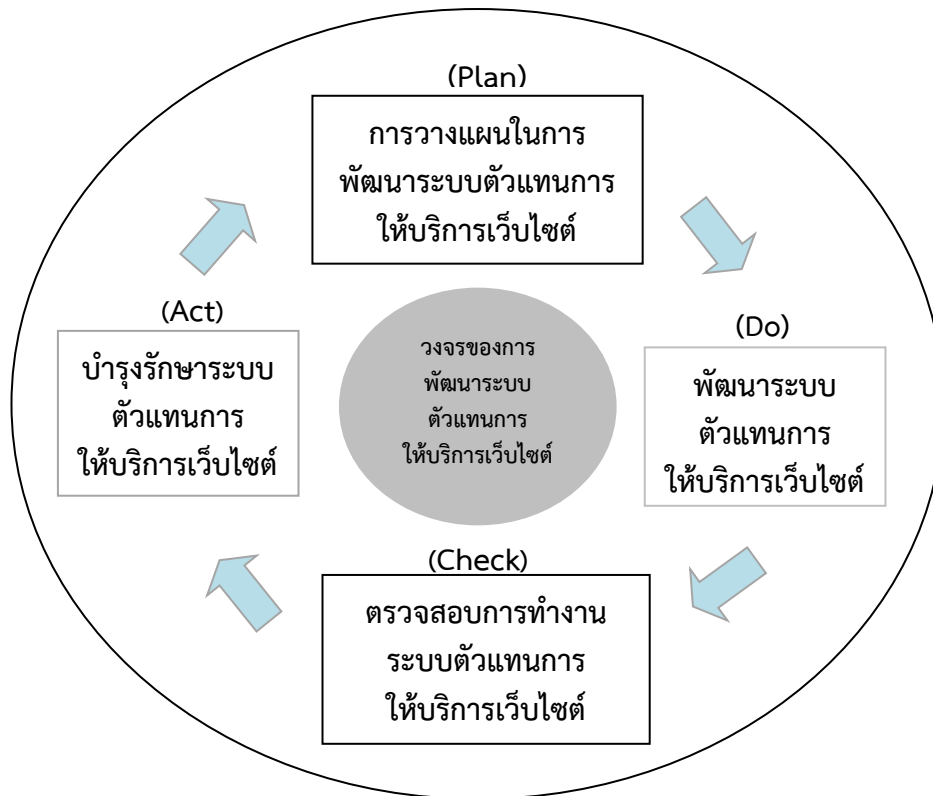 (Plan)
การวางแผนในการ
พัฒนาระบบตัวแทนการ
ให้บริการเว็บไซต์
(Act)
บำรุงรักษาระบบ
ตัวแทนการ
ให้บริการเว็บไซต์
วงจรของการ
พัฒนาระบบ
ตัวแทนการ
ให้บริการเว็บไซต์
(Do)
พัฒนาระบบ
ตัวแทนการ
ให้บริการเว็บไซต์
(Check)
ตรวจสอบการทำงาน
ระบบตัวแทนการ
ให้บริการเว็บไซต์